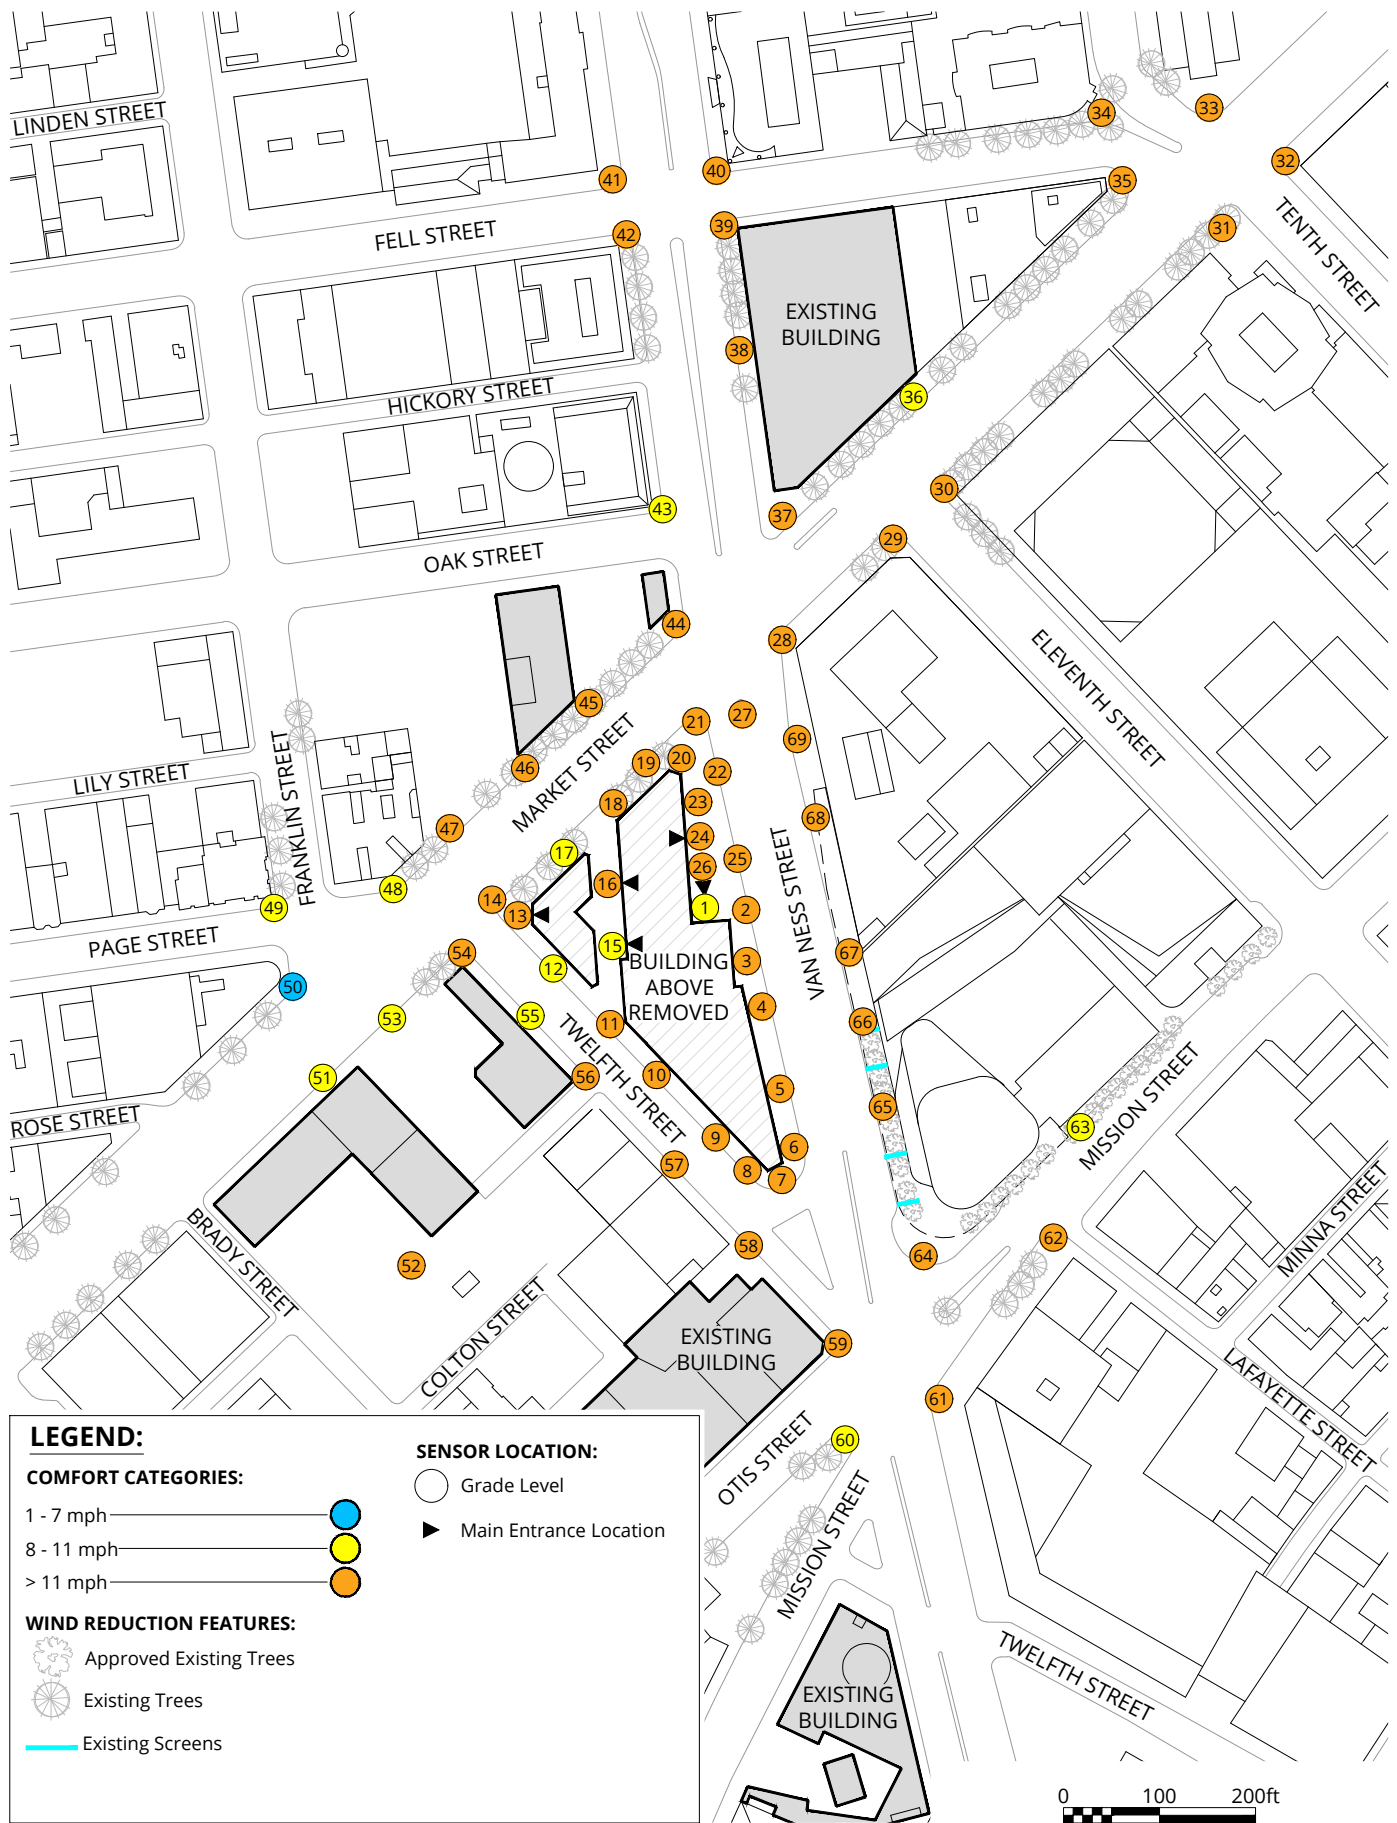 LINDEN STREET
33
34
32
41
40
35
39
42
31
TENTH STREET
FELL STREET
EXISTING
BUILDING
38
HICKORY STREET
36
30
43
37
29
OAK STREET
44
28
ELEVENTH STREET
45
21
27
69
MARKET STREET
46
19
20
22
FRANKLIN STREET
LILY STREET
18
23
68
47
24
VAN NESS STREET
17
25
26
16
48
14
49
1
2
13
PAGE STREET
15
54
67
12
3
BUILDING
ABOVE
REMOVED
50
4
53
55
11
66
TWELFTH STREET
10
56
51
5
65
ROSE STREET
63
MISSION STREET
9
6
57
8
7
MINNA STREET
BRADY STREET
62
58
64
52
COLTON STREET
EXISTING
BUILDING
59
LAFAYETTE STREET
61
60
OTIS STREET
MISSION STREET
TWELFTH STREET
EXISTING
BUILDING
LEGEND:
COMFORT CATEGORIES:
1 - 7 mph
8 - 11 mph
> 11 mph
WIND REDUCTION FEATURES:
Approved Existing Trees
Existing Trees
Existing Screens
SENSOR LOCATION:
Grade Level
Main Entrance Location
0 100 200ft